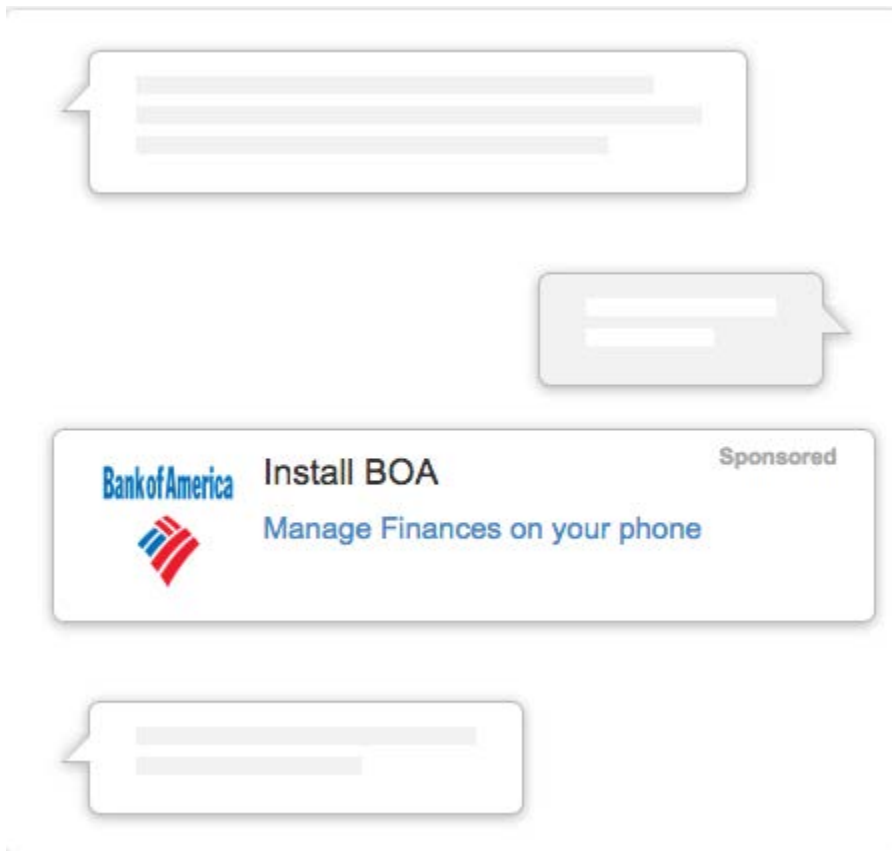 Sponsored
Install BOA
Bank of America
Manage Finances on your phone